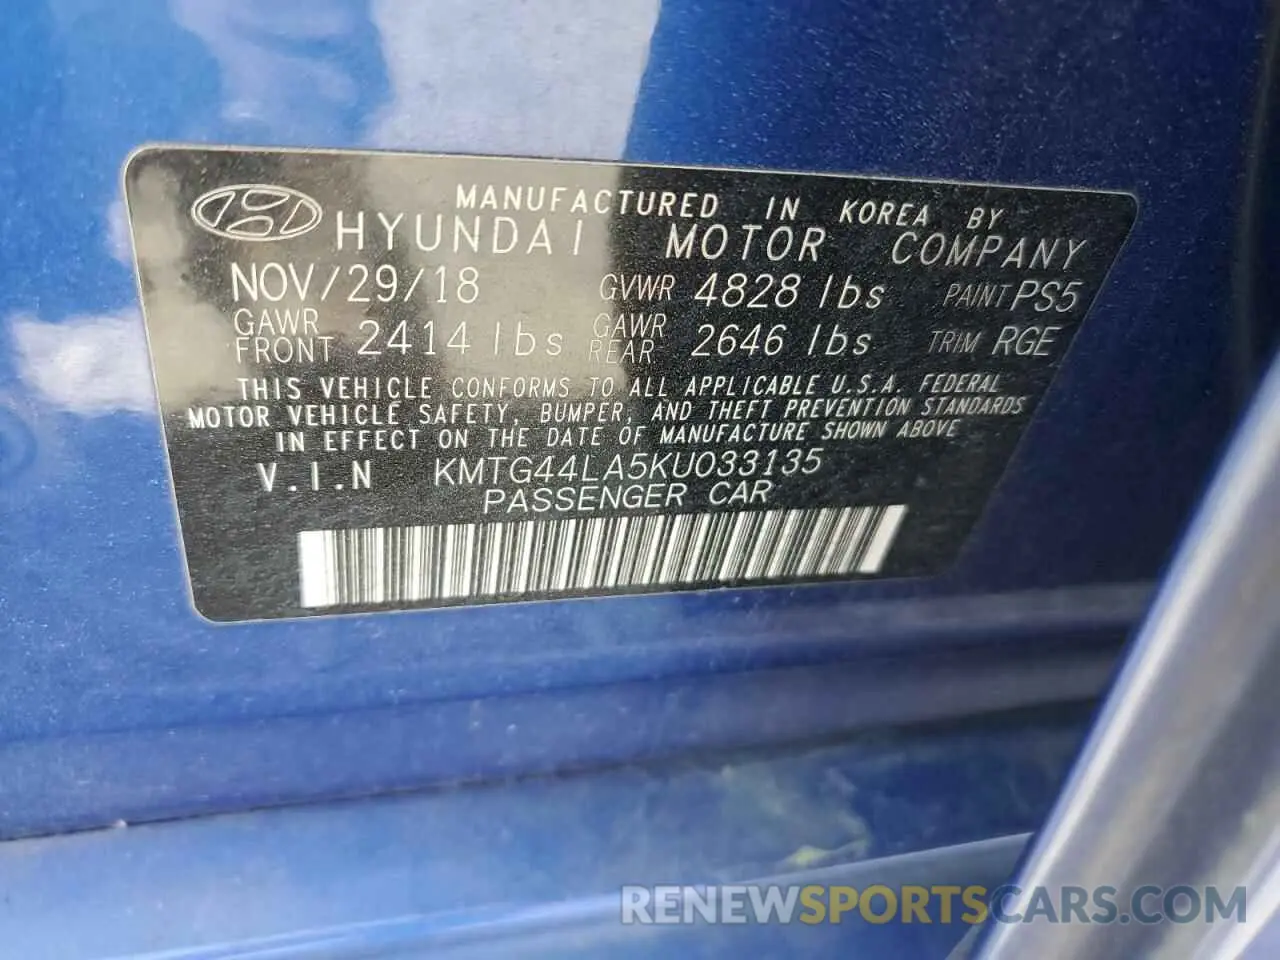 MANUFACTURED IN KOREA BY
HYUNDAI MOTOR COMPANY
NOV/29/18 GVWR 4828 lbs PAINT PS5
GAWR FRONT 2414 lbs GAWR REAR 2646 lbs TRIM RGE
THIS VEHICLE CONFORMS TO ALL APPLICABLE U.S.A. FEDERAL
MOTOR VEHICLE SAFETY, BUMPER, AND THEFT PREVENTION STANDARDS
IN EFFECT ON THE DATE OF MANUFACTURE SHOWN ABOVE
V.I.N KMTG44LA5KU033135
PASSENGER CAR
RENEWSPORTSCARS.COM